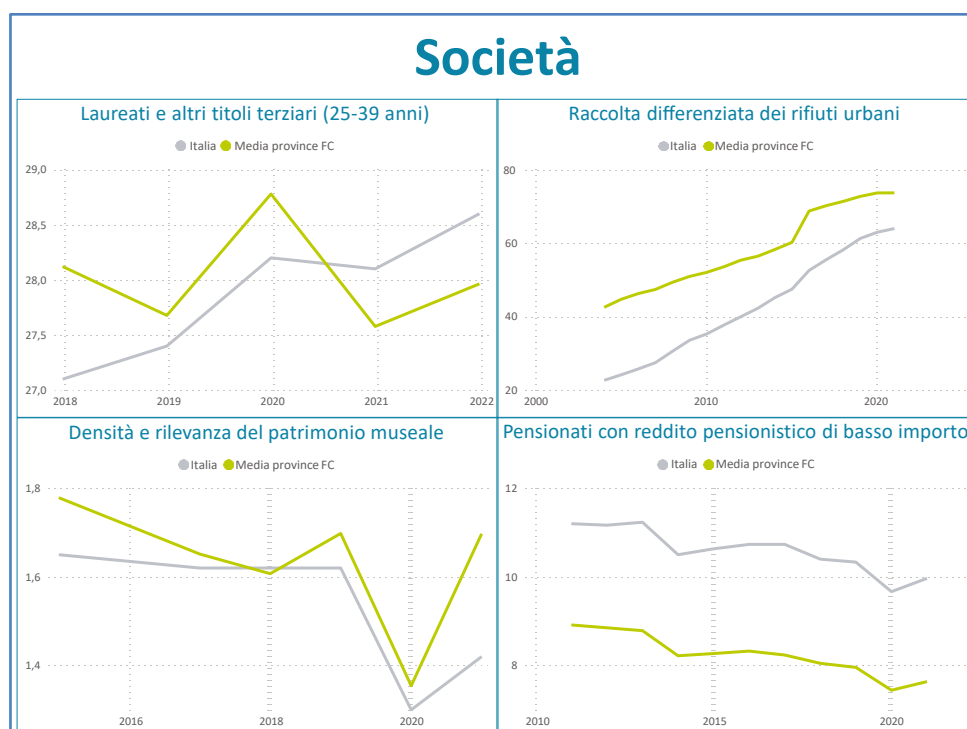 Società
Laureati e altri titoli terziari (25-39 anni)
Italia Media province FC
29,0
28,5
28,0
27,5
27,0
2018 2019 2020 2021 2022
Raccolta differenziata dei rifiuti urbani
Italia Media province FC
80
60
40
20
2000 2010 2020
Densità e rilevanza del patrimonio museale
Italia Media province FC
1,8
1,6
1,4
2016 2018 2020
Pensionati con reddito pensionistico di basso importo
Italia Media province FC
12
10
8
2010 2015 2020